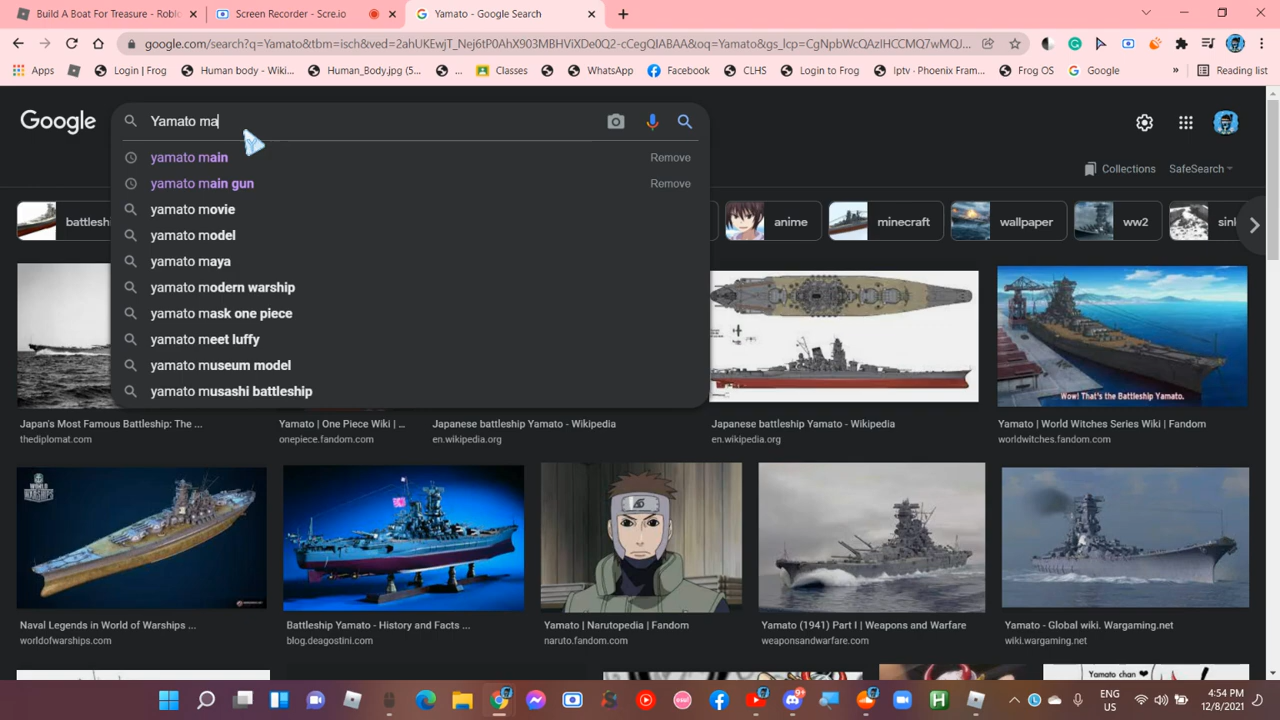 Build A Boat For Treasure - Roblo
Screen Recorder - Scre.io
Yamato - Google Search
google.com/search?q=Yamato&tbm=isch&ved=2ahUKEwjT_Nej6tP0AhX903MBHViXDe0Q2-cCegQIABAA&oq=Yamato&gs_lcp=CgNpbWcQAzIHCCMQ7wMQJ...
Apps
Login | Frog
Human body - Wiki...
Human_Body.jpg (5...
...
Classes
WhatsApp
Facebook
CLHS
Login to Frog
Iptv - Phoenix Fram...
Frog OS
Google
»
Reading list
Google
Yamato ma
yamato main
Remove
yamato main gun
Remove
yamato movie
yamato model
yamato maya
yamato modern warship
yamato mask one piece
yamato meet luffy
yamato museum model
yamato musashi battleship
Collections
SafeSearch
battleshi
anime
minecraft
wallpaper
ww2
sinl
Wow! That's the Battleship Yamato.
Japan's Most Famous Battleship: The ...
thediplomat.com
Yamato | One Piece Wiki | ...
onepiece.fandom.com
Japanese battleship Yamato - Wikipedia
en.wikipedia.org
Japanese battleship Yamato - Wikipedia
en.wikipedia.org
Yamato | World Witches Series Wiki | Fandom
worldwitches.fandom.com
WORLD OF WARSHIPS
Naval Legends in World of Warships ...
worldofwarships.com
Battleship Yamato - History and Facts ...
blog.deagostini.com
Yamato | Narutopedia | Fandom
naruto.fandom.com
Yamato (1941) Part I | Weapons and Warfare
weaponsandwarfare.com
Yamato - Global wiki. Wargaming.net
wiki.wargaming.net
Yamato chan
ENG
US
4:54 PM
12/8/2021